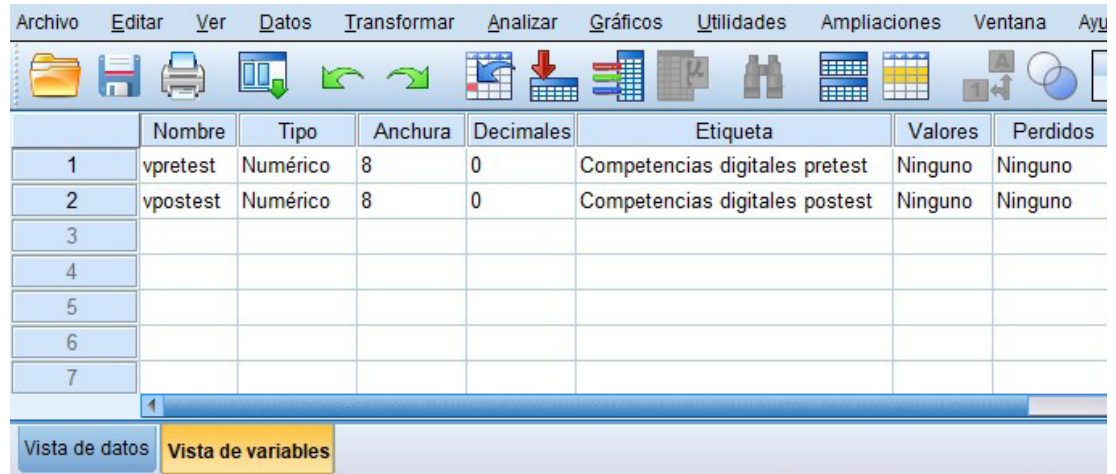 Archivo Editar Ver Datos Transformar Analizar Gráficos Utilidades Ampliaciones Ventana Ayu
Nombre Tipo Anchura Decimales Etiqueta Valores Perdidos
1 vpretest Numérico 8 0 Competencias digitales pretest Ninguno Ninguno
2 vpostest Numérico 8 0 Competencias digitales postest Ninguno Ninguno
3
4
5
6
7
Vista de datos Vista de variables